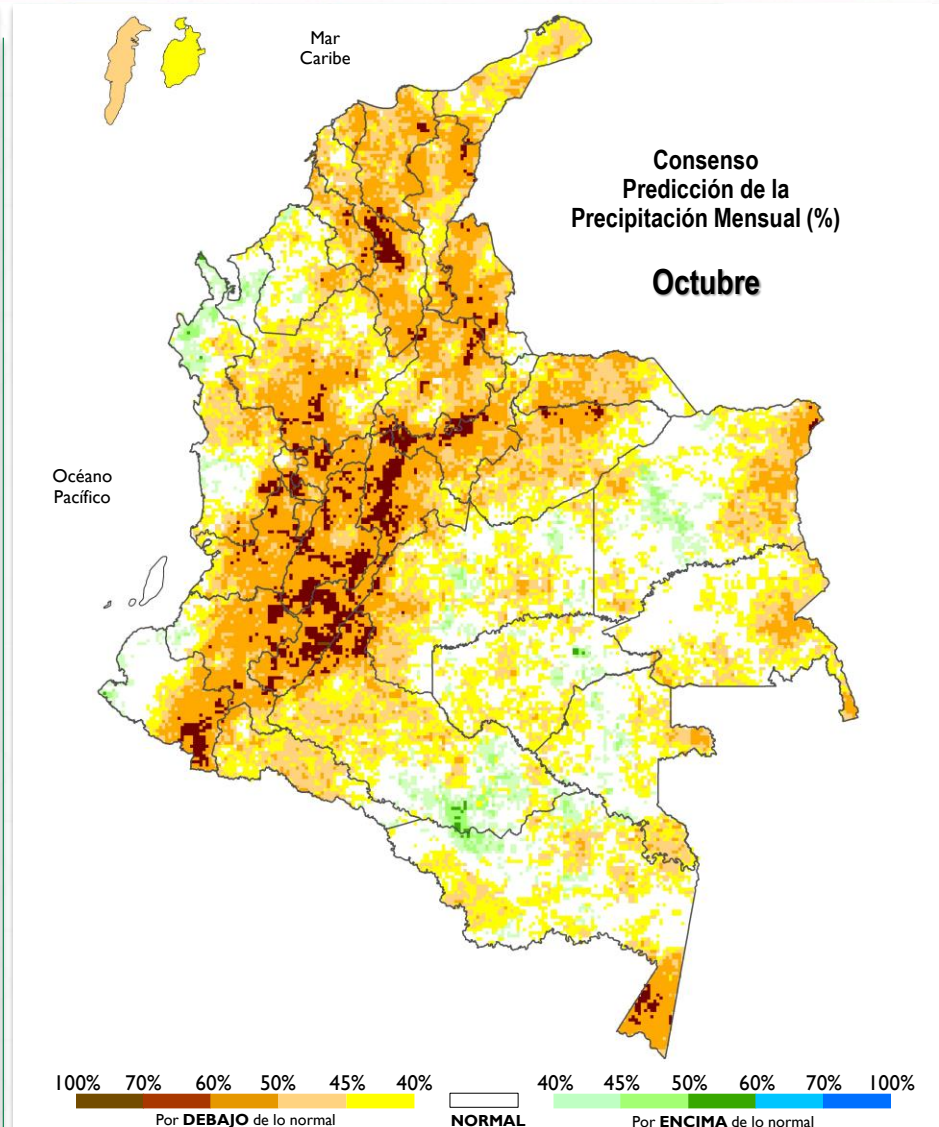 Mar
Caribe
Consenso
Predicción de la
Precipitación Mensual (%)
Octubre
Océano
Pacífico
100% 70% 60% 50% 45% 40%
40% 45% 50% 60% 70% 100%
Por DEBAJO de lo normal
NORMAL
Por ENCIMA de lo normal